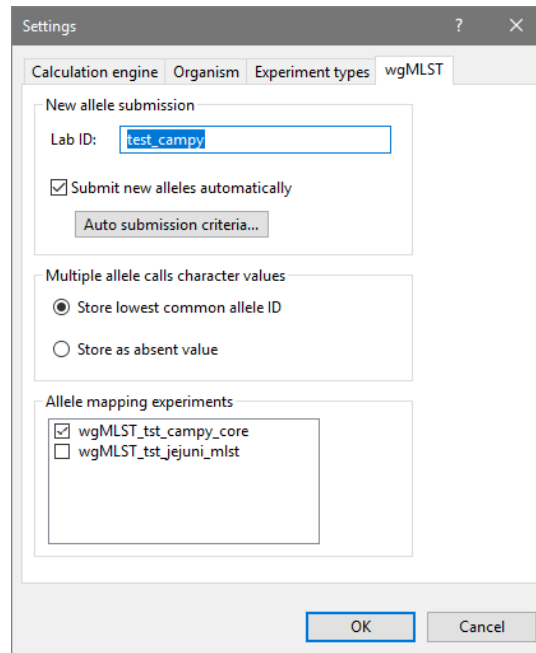 Settings ? ×
Calculation engine Organism Experiment types wgMLST
New allele submission
Lab ID: test_campy
Submit new alleles automatically
Auto submission criteria...
Multiple allele calls character values
Store lowest common allele ID
Store as absent value
Allele mapping experiments
wgMLST_tst_campy_core
wgMLST_tst_jejuni_mlst
OK Cancel